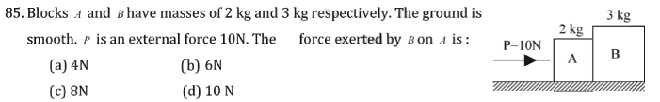 85. Blocks A and B have masses of 2 kg and 3 kg respectively. The ground is
smooth. P is an external force 10N. The force exerted by B on A is :
(a) 4N (b) 6N
(c) 8N (d) 10 N
3 kg
2 kg
P–10N
A
B